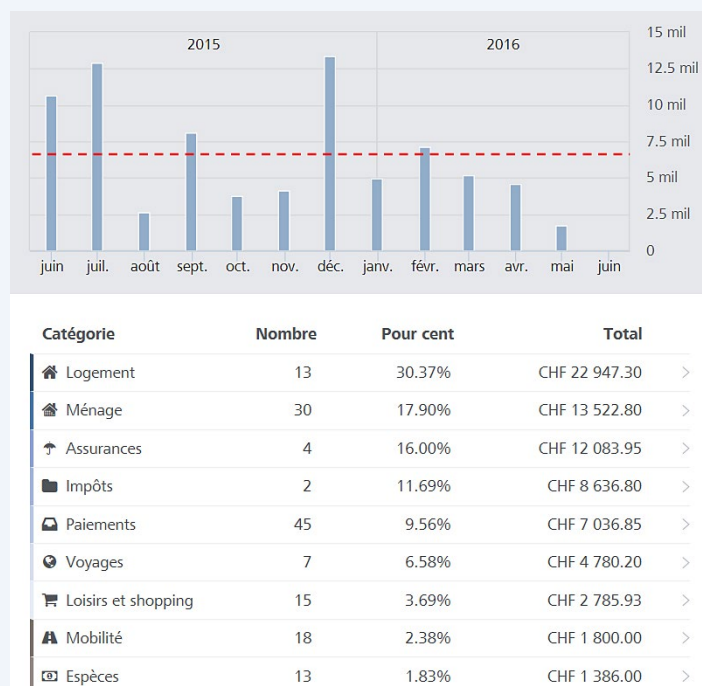 2015 2016
15 mil
12.5 mil
10 mil
7.5 mil
5 mil
2.5 mil
0
juin juil. août sept. oct. nov. déc. janv. févr. mars avr. mai juin
Catégorie Nombre Pour cent Total
Logement 13 30.37% CHF 22 947.30
Ménage 30 17.90% CHF 13 522.80
Assurances 4 16.00% CHF 12 083.95
Impôts 2 11.69% CHF 8 636.80
Paiements 45 9.56% CHF 7 036.85
Voyages 7 6.58% CHF 4 780.20
Loisirs et shopping 15 3.69% CHF 2 785.93
Mobilité 18 2.38% CHF 1 800.00
Espèces 13 1.83% CHF 1 386.00